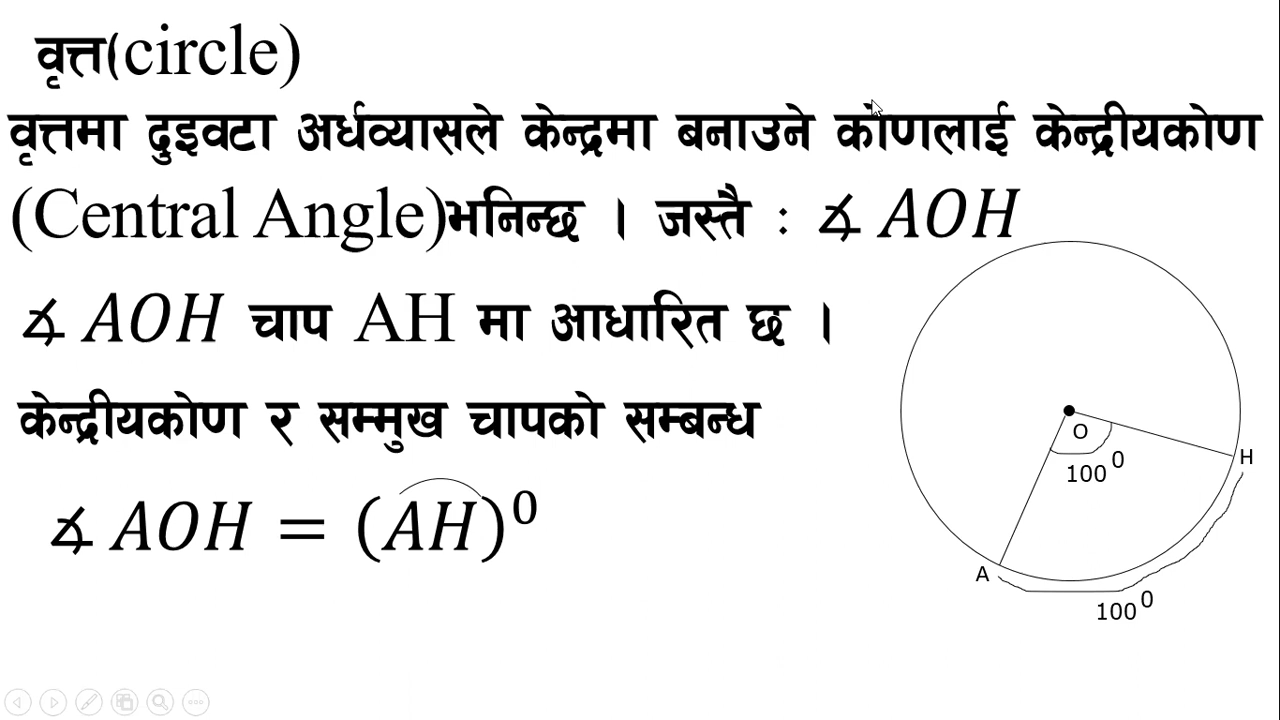 वृत्त(circle)
वृत्तमा दुइवटा अर्धव्यासले केन्द्रमा बनाउने कोणलाई केन्द्रीयकोण
(Central Angle)भनिन्छ । जस्तै : ∡ AOH
∡ AOH चाप AH मा आधारित छ ।
केन्द्रीयकोण र सम्मुख चापको सम्बन्ध
∡ AOH = (A͡H)⁰
O
100⁰
H
A
100⁰